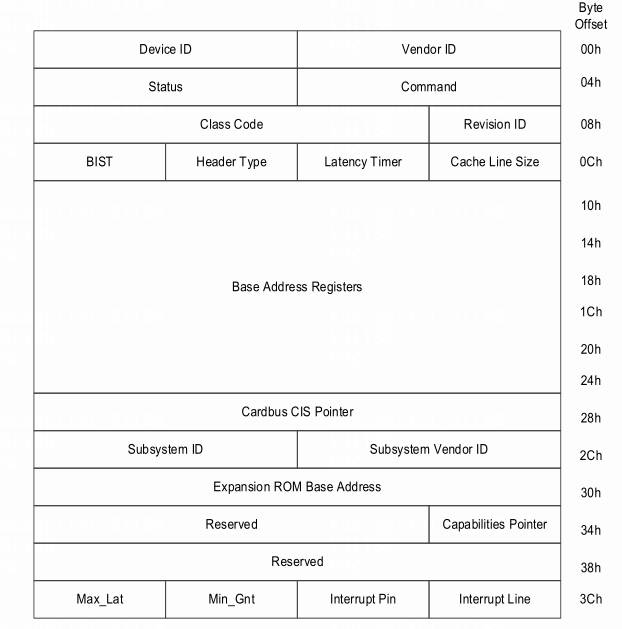 Byte
Offset
Device ID Vendor ID 00h
Status Command 04h
Class Code Revision ID 08h
BIST Header Type Latency Timer Cache Line Size 0Ch
10h
14h
18h
Base Address Registers
1Ch
20h
24h
Cardbus CIS Pointer 28h
Subsystem ID Subsystem Vendor ID 2Ch
Expansion ROM Base Address 30h
Reserved Capabilities Pointer 34h
Reserved 38h
Max_Lat Min_Gnt Interrupt Pin Interrupt Line 3Ch